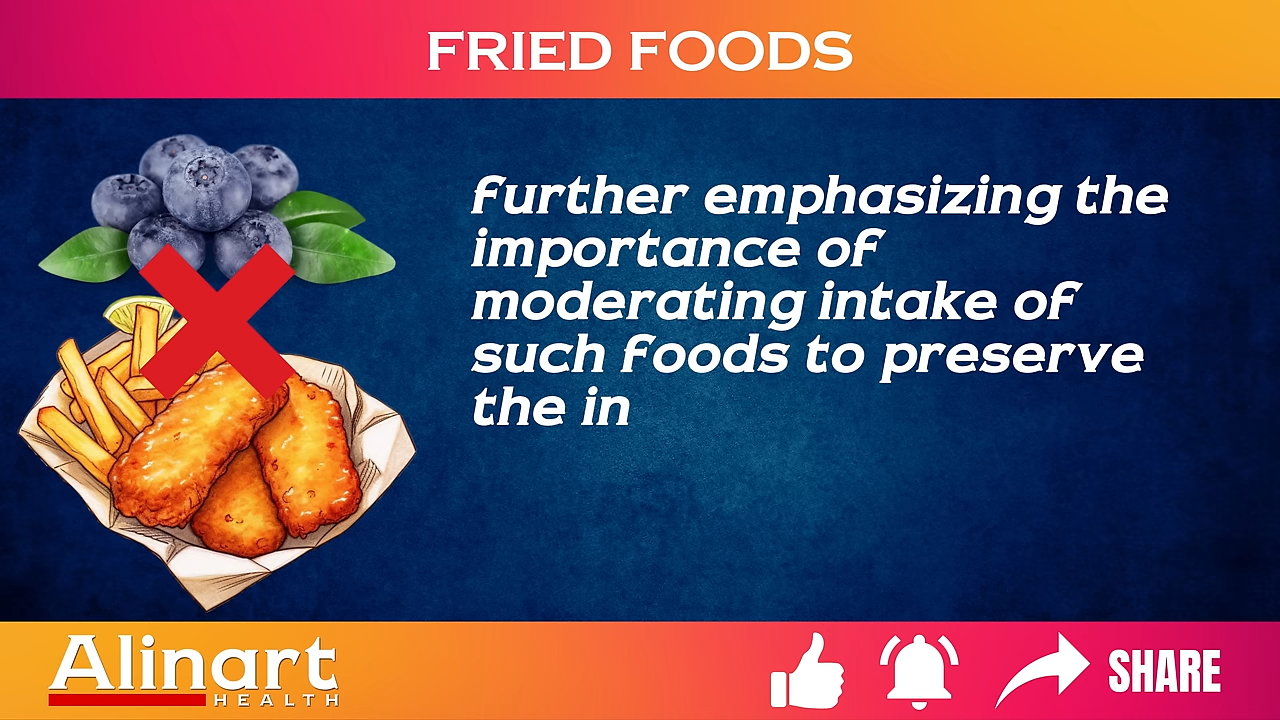 FRIED FOODS
Further emphasizing the
importance of
moderating intake of
such foods to preserve
the in
Alinart
HEALTH
SHARE